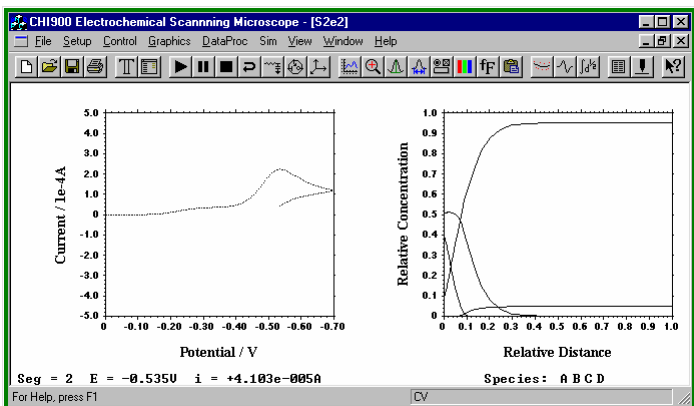 CHI900 Electrochemical Scannning Microscope - [S2e2]
File Setup Control Graphics DataProc Sim View Window Help
5.0
4.0
3.0
2.0
1.0
0
-1.0
-2.0
-3.0
-4.0
-5.0
Current / 1e-4A
0 -0.10 -0.20 -0.30 -0.40 -0.50 -0.60 -0.70
Potential / V
1.0
0.9
0.8
0.7
0.6
0.5
0.4
0.3
0.2
0.1
0
Relative Concentration
0 0.1 0.2 0.3 0.4 0.5 0.6 0.7 0.8 0.9 1.0
Relative Distance
Seg = 2 E = -0.535V i = +4.103e-005A
Species: A B C D
For Help, press F1
CV